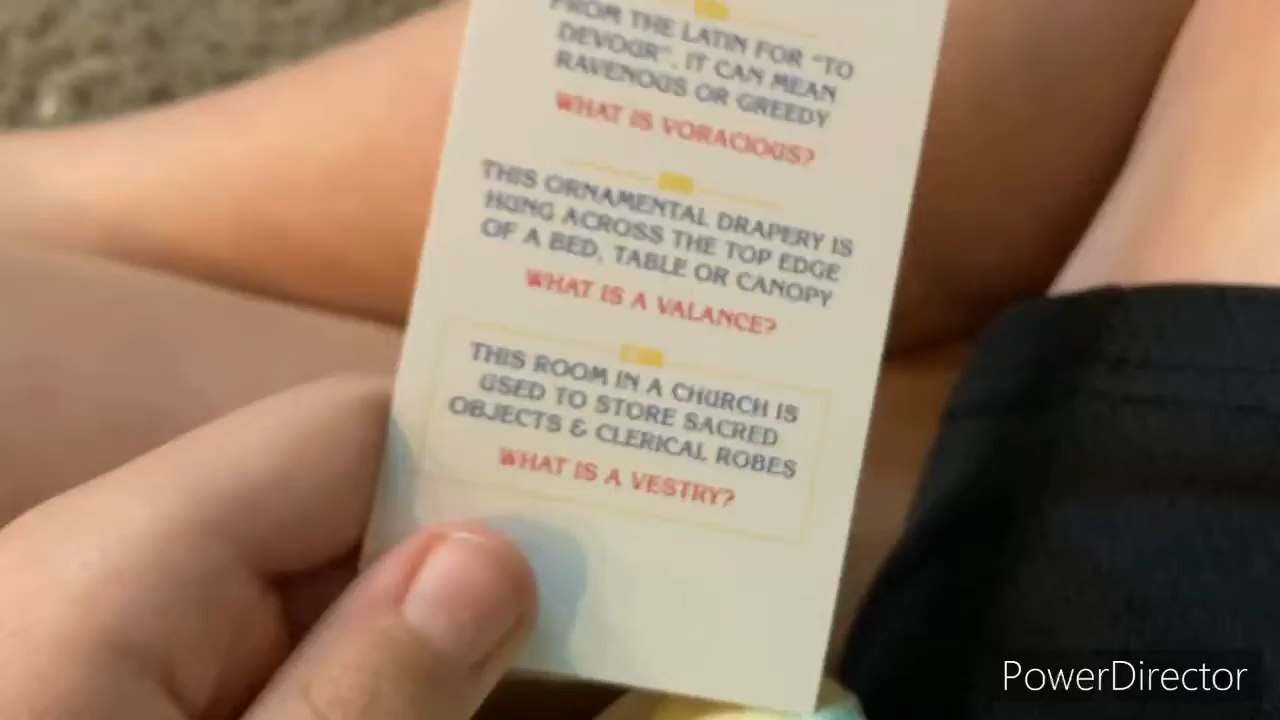 FROM THE LATIN FOR "TO
DEVOUR". IT CAN MEAN
RAVENOUS OR GREEDY
WHAT IS VORACIOUS?
THIS ORNAMENTAL DRAPERY IS
HUNG ACROSS THE TOP EDGE
OF A BED, TABLE OR CANOPY
WHAT IS A VALANCE?
THIS ROOM IN A CHURCH IS
USED TO STORE SACRED
OBJECTS & CLERICAL ROBES
WHAT IS A VESTRY?
PowerDirector